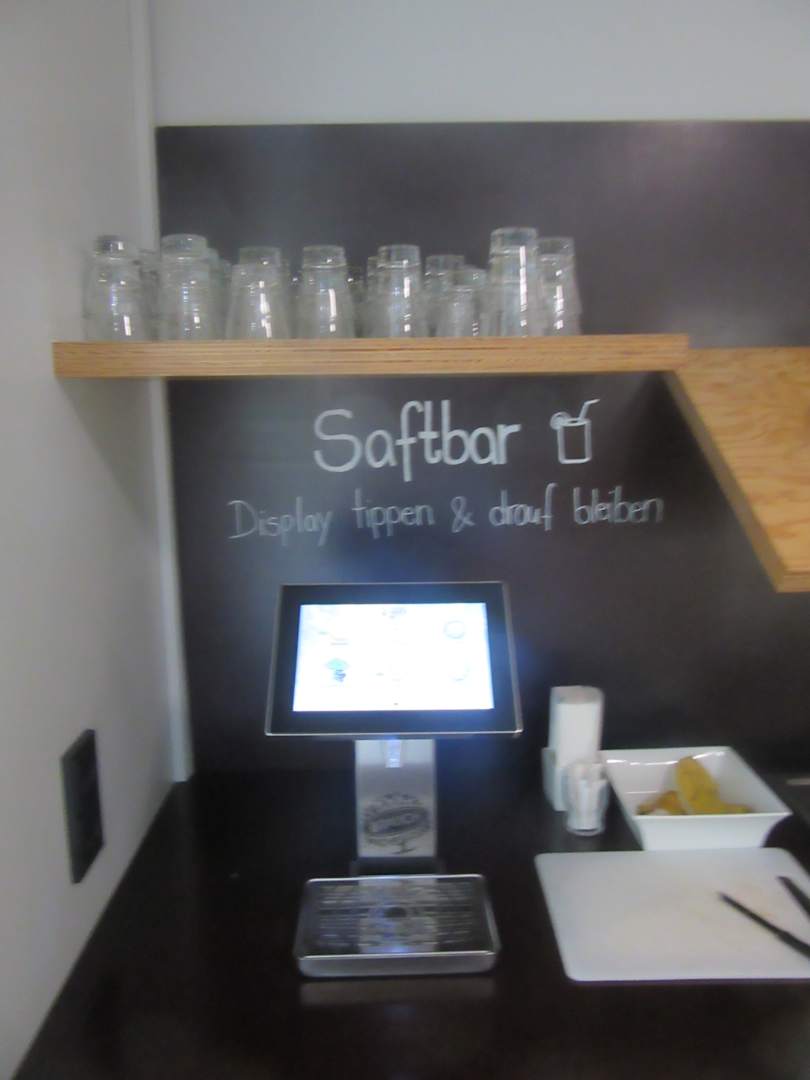 Saftbar
Display tippen & drauf bleiben